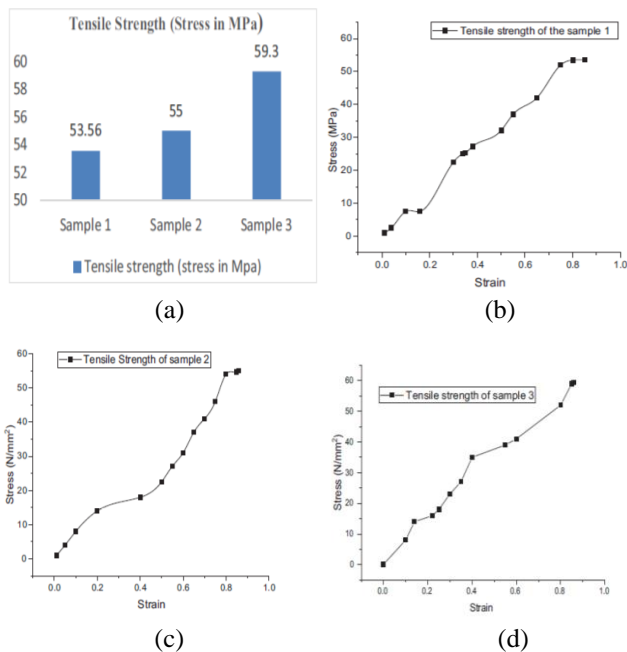 Tensile Strength (Stress in MPa)
60
58
56
54
52
50
53.56
55
59.3
Sample 1
Sample 2
Sample 3
Tensile strength (stress in Mpa)
(a)
Tensile strength of the sample 1
Stress (MPa)
60
50
40
30
20
10
0
0.0
0.2
0.4
0.6
0.8
1.0
Strain
(b)
Tensile Strength of sample 2
Stress (N/mm²)
60
50
40
30
20
10
0
0.0
0.2
0.4
0.6
0.8
1.0
Strain
(c)
Tensile strength of sample 3
Stress (N/mm²)
60
50
40
30
20
10
0
0.0
0.2
0.4
0.6
0.8
1.0
Strain
(d)